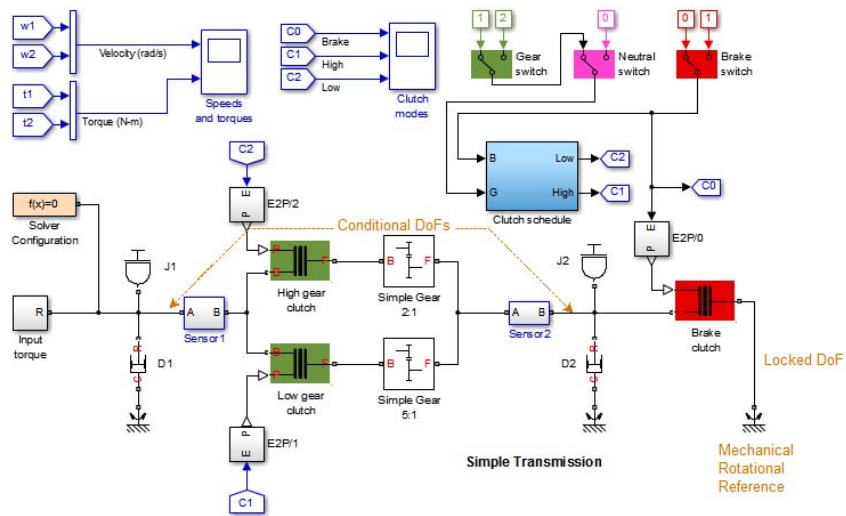 w1
w2
t1
t2
Velocity (rad/s)
Torque (N-m)
Speeds
and torques
C0
C1
C2
Brake
High
Low
Clutch
modes
1
2
Gear
switch
0
Neutral
switch
0
1
Brake
switch
B
G
Low
High
Clutch schedule
C2
C1
C0
C2
E
P
E2P/2
f(x)=0
Solver
Configuration
Conditional DoFs
J1
P
B
F
High gear
clutch
B
F
Simple Gear
2:1
J2
E
P
E2P/0
R
Input
torque
A
B
Sensor1
A
B
Sensor2
Brake
clutch
R
C
D1
B
P
F
Low gear
clutch
B
F
Simple Gear
5:1
D2
R
C
Locked DoF
P
E
E2P/1
C1
Simple Transmission
Mechanical
Rotational
Reference